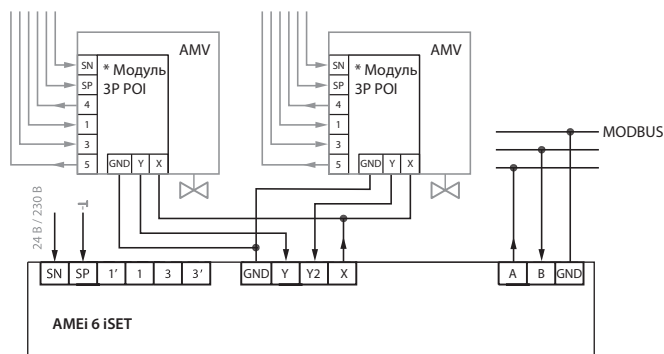 AMV
SN
* Модуль
3P POI
SP
4
1
3
5
GND Y X
AMV
SN
* Модуль
3P POI
SP
4
1
3
5
GND Y X
MODBUS
24 В / 230 В
SN SP 1' 1 3 3' GND Y Y2 X A B GND
AMEi 6 iSET